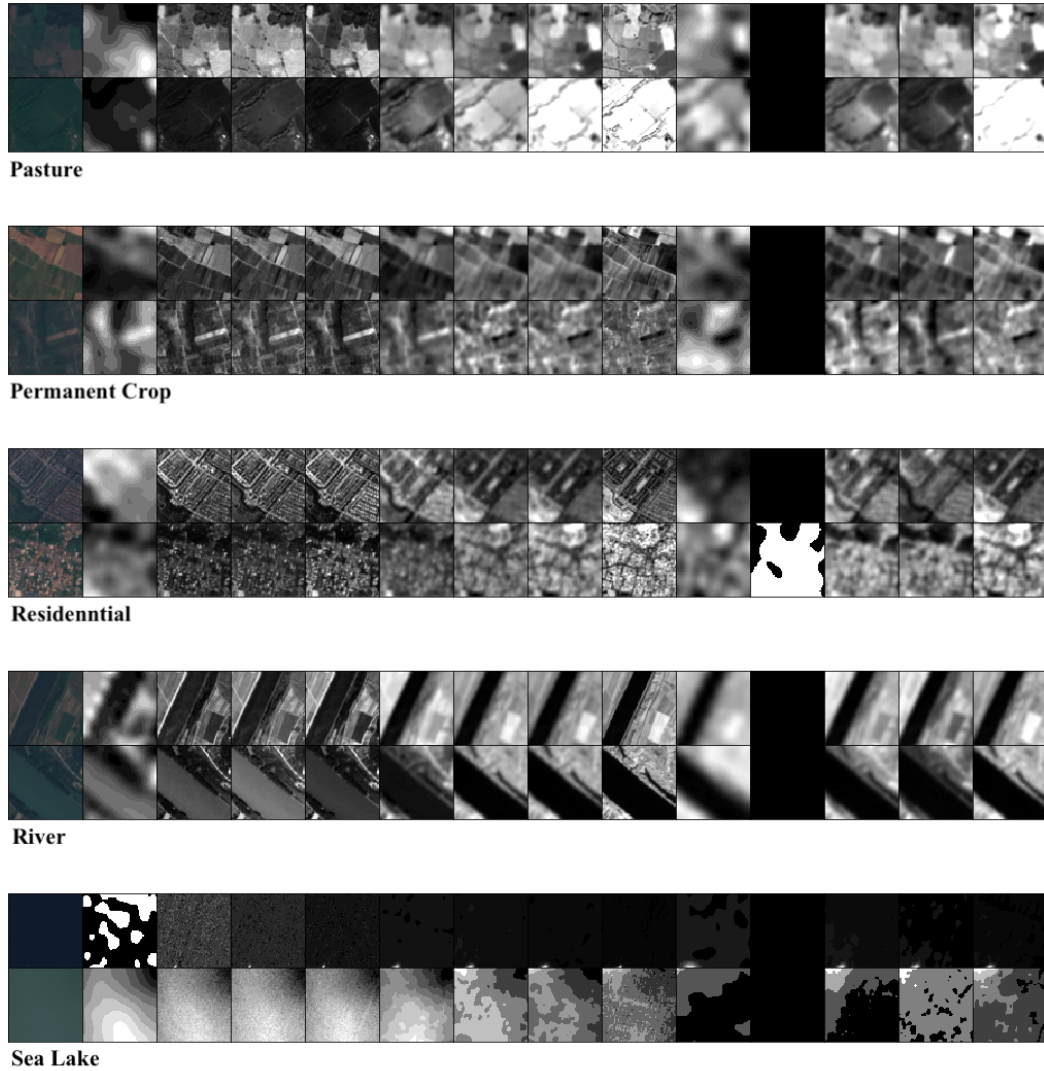 Pasture
Permanent Crop
Residenntial
River
Sea Lake